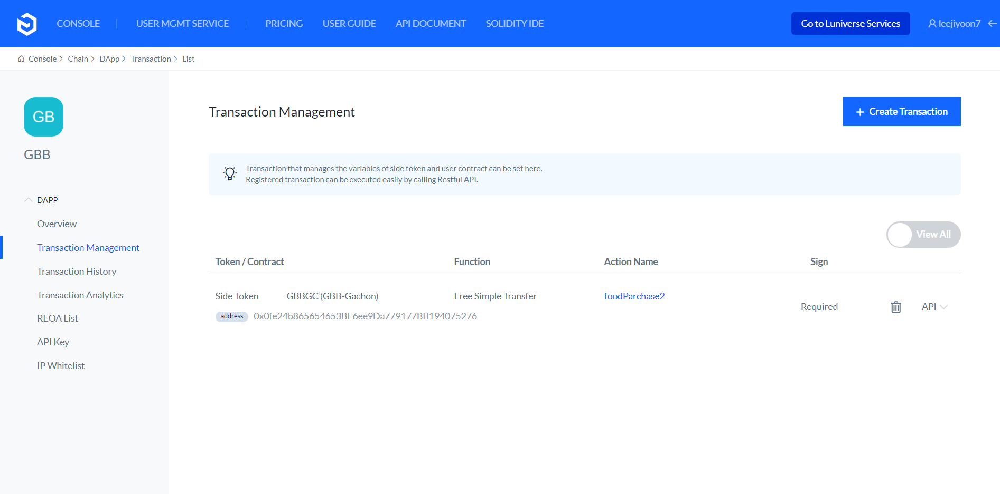 CONSOLE USER MGMT SERVICE PRICING USER GUIDE API DOCUMENT SOLIDITY IDE Go to Luniverse Services leejiyoon7
Console Chain DApp Transaction List
GB
GBB
DAPP
Overview
Transaction Management
Transaction History
Transaction Analytics
REOA List
API Key
IP Whitelist
Transaction Management
+ Create Transaction
Transaction that manages the variables of side token and user contract can be set here.
Registered transaction can be executed easily by calling Restful API.
View All
Token / Contract Function Action Name Sign
Side Token GBBGC (GBB-Gachon) Free Simple Transfer foodParchase2
Required API
address 0x0fe24b865654653BE6ee9Da779177BB194075276